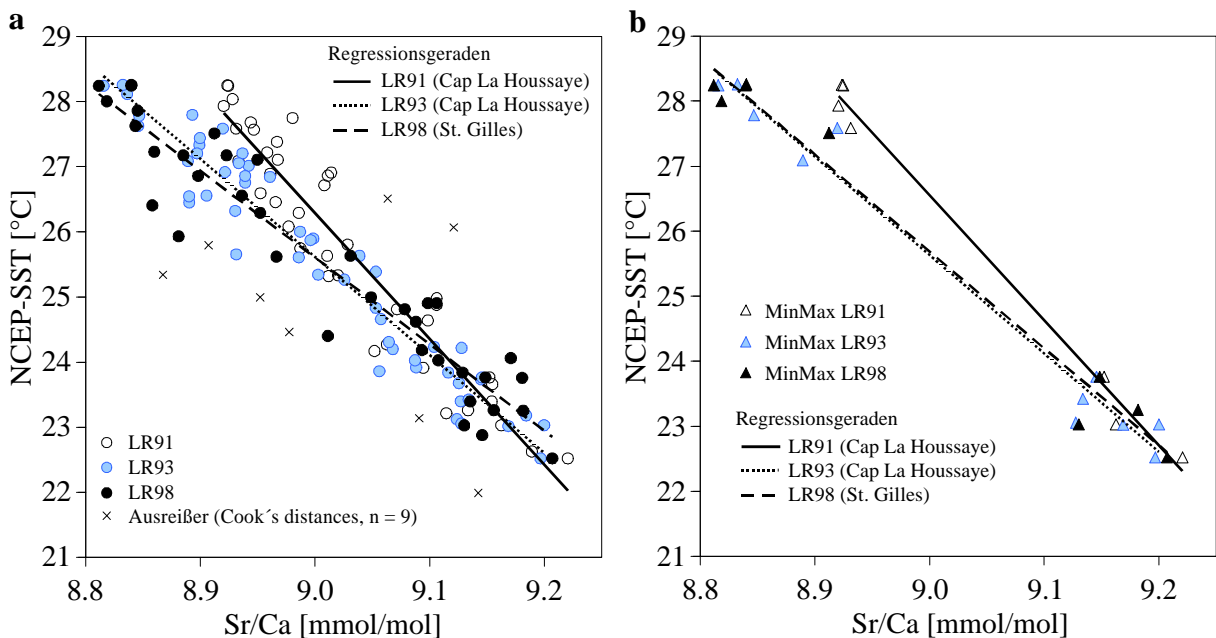 a
NCEP-SST [°C]
29
28
27
26
25
24
23
22
21
Regressionsgeraden
LR91 (Cap La Houssaye)
LR93 (Cap La Houssaye)
LR98 (St. Gilles)
LR91
LR93
LR98
Ausreißer (Cook´s distances, n = 9)
8.8 8.9 9.0 9.1 9.2
Sr/Ca [mmol/mol]
b
NCEP-SST [°C]
29
28
27
26
25
24
23
22
21
MinMax LR91
MinMax LR93
MinMax LR98
Regressionsgeraden
LR91 (Cap La Houssaye)
LR93 (Cap La Houssaye)
LR98 (St. Gilles)
8.8 8.9 9.0 9.1 9.2
Sr/Ca [mmol/mol]